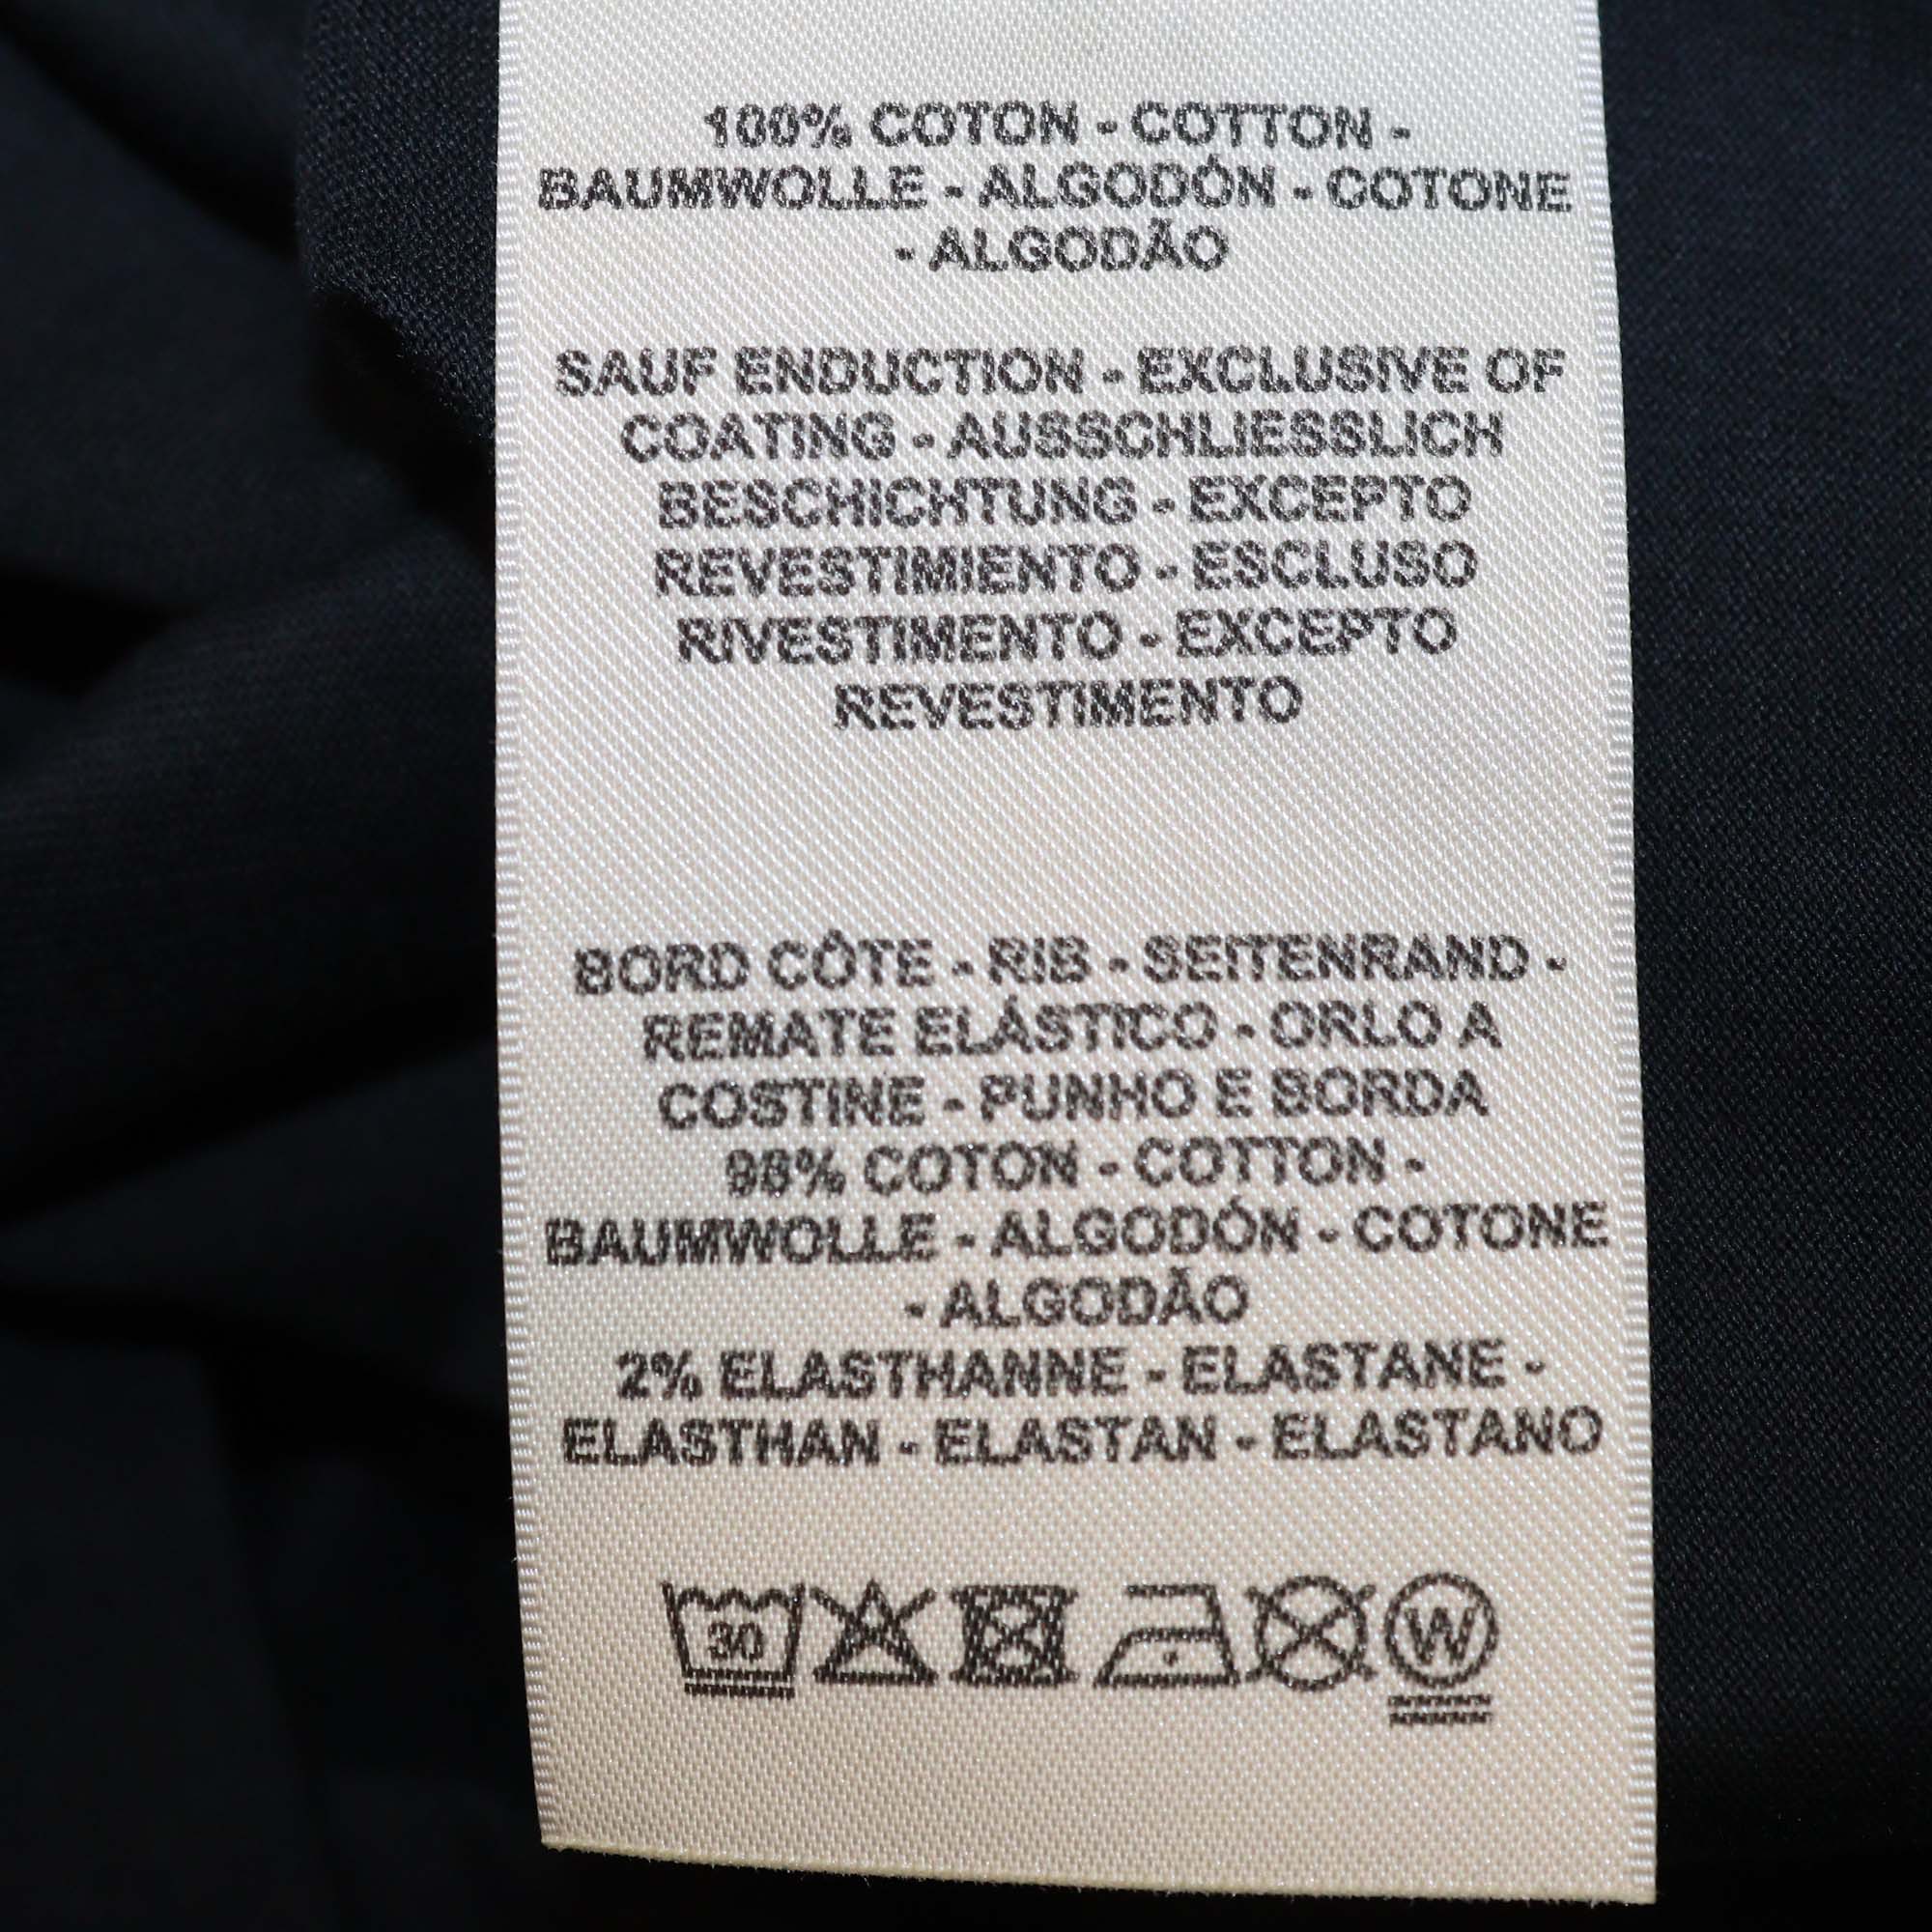 100% COTON - COTTON -
BAUMWOLLE - ALGODÓN - COTONE
- ALGODÃO
SAUF ENDUCTION - EXCLUSIVE OF
COATING - AUSSCHLIESSLICH
BESCHICHTUNG - EXCEPTO
REVESTIMIENTO - ESCLUSO
RIVESTIMENTO - EXCEPTO
REVESTIMENTO
BORD CÔTE - RIB - SEITENRAND -
REMATE ELÁSTICO - ORLO A
COSTINE - PUNHO E BORDA
98% COTON - COTTON -
BAUMWOLLE - ALGODÓN - COTONE
- ALGODÃO
2% ELASTHANNE - ELASTANE -
ELASTHAN - ELASTAN - ELASTANO
30 W